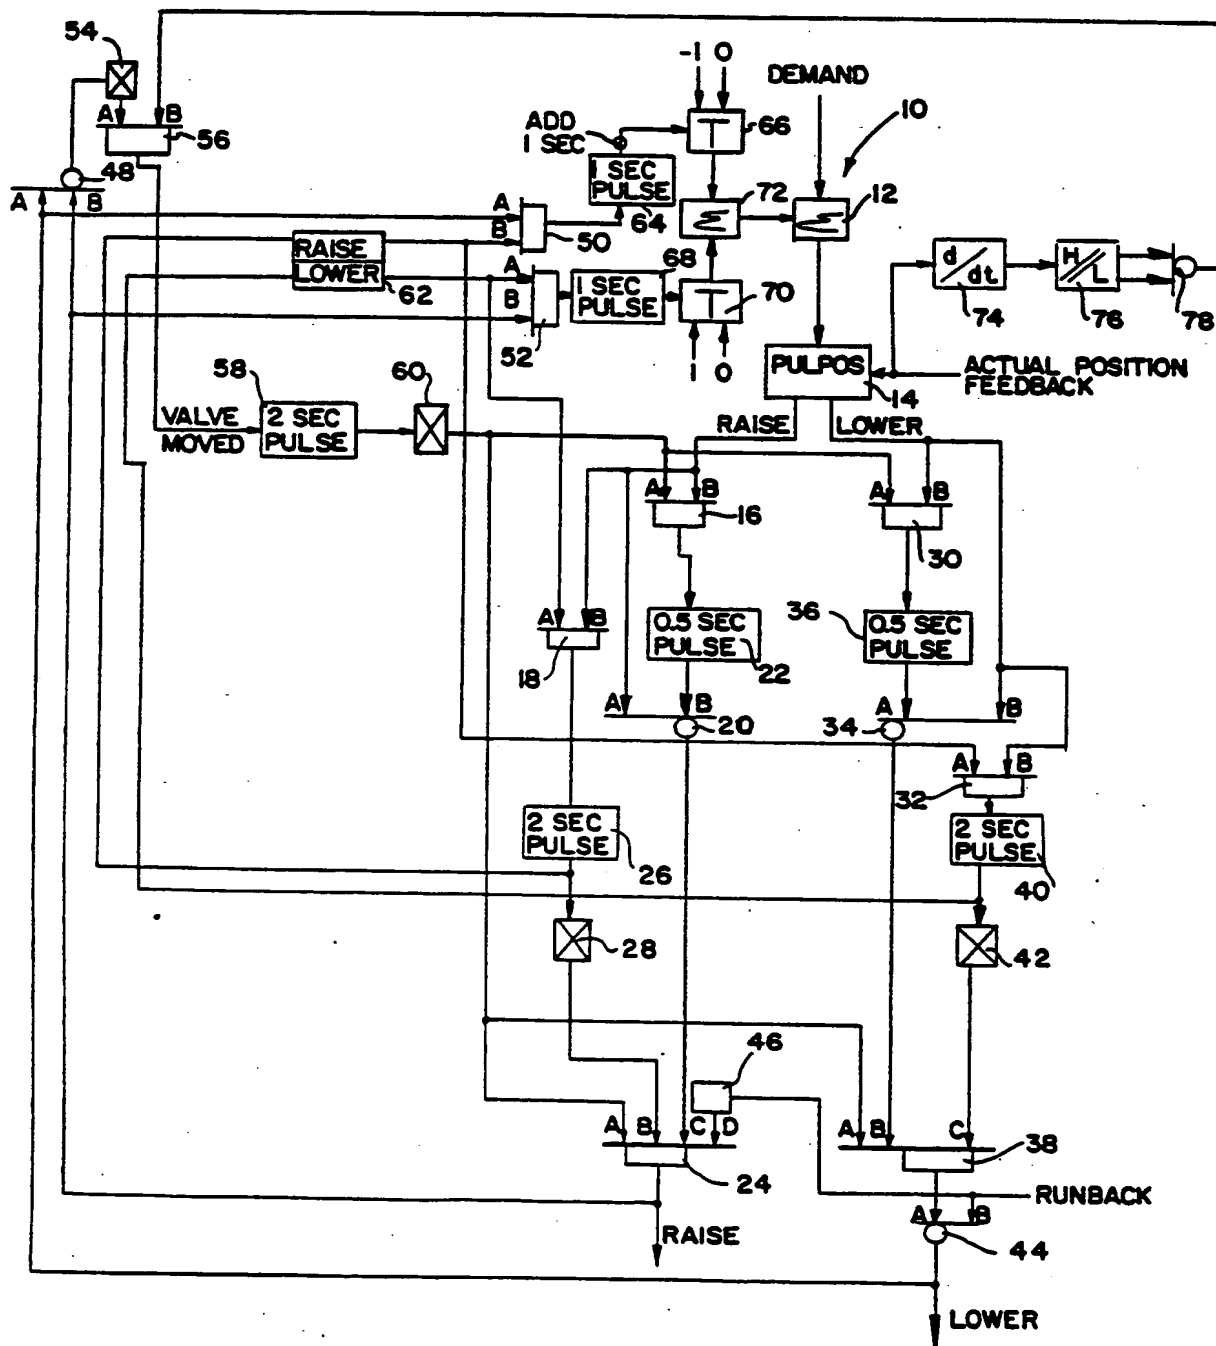 54
-1 0
DEMAND
10
A B
56
ADD
1 SEC
T
66
1 SEC
PULSE
64
72
Σ
Σ
12
48
A B
A
B
50
RAISE
LOWER
62
A
B
52
68
1 SEC
PULSE
T
70
1 0
d/dt
74
H/L
76
78
PULPOS
14
ACTUAL POSITION
FEEDBACK
58
60
VALVE
MOVED
2 SEC
PULSE
RAISE
LOWER
A B
16
A B
30
A B
18
0.5 SEC
PULSE
22
36
0.5 SEC
PULSE
A B
20
A B
34
A B
32
2 SEC
PULSE
26
2 SEC
PULSE
40
28
42
46
A B C D
24
A B C
38
RUNBACK
A B
44
RAISE
LOWER